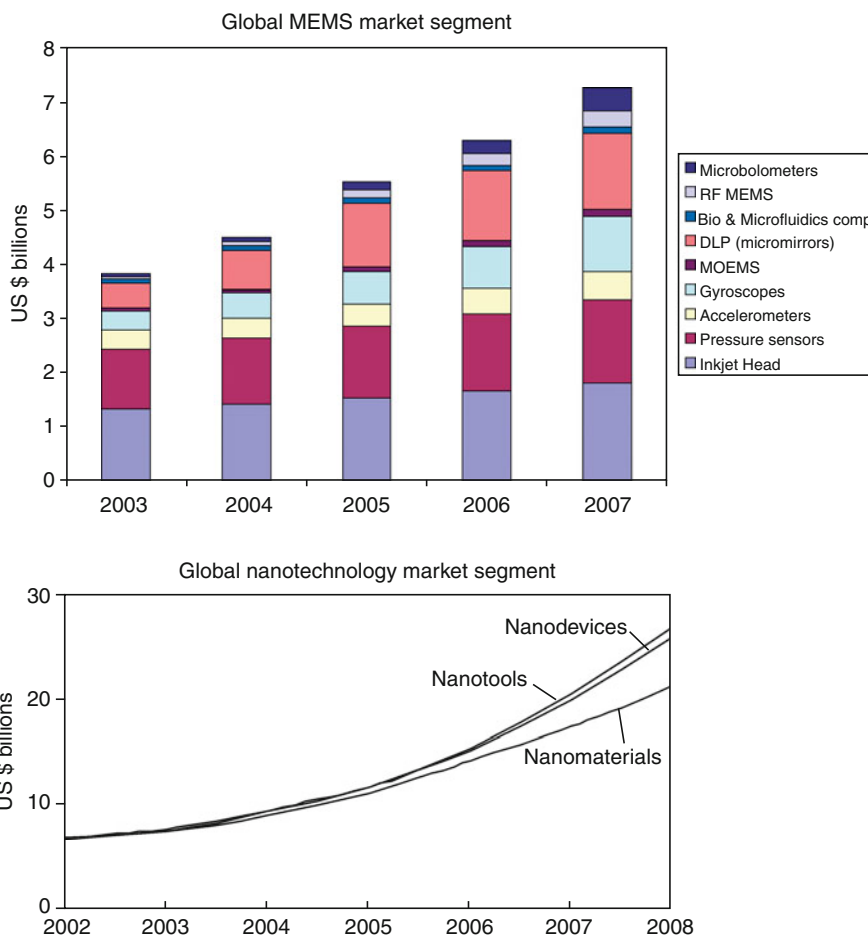 Global MEMS market segment
8
7
6
5
4
3
2
1
0
US $ billions
2003 2004 2005 2006 2007
Microbolometers
RF MEMS
Bio & Microfluidics comp
DLP (micromirrors)
MOEMS
Gyroscopes
Accelerometers
Pressure sensors
Inkjet Head
Global nanotechnology market segment
30
20
10
0
US $ billions
Nanodevices
Nanotools
Nanomaterials
2002 2003 2004 2005 2006 2007 2008